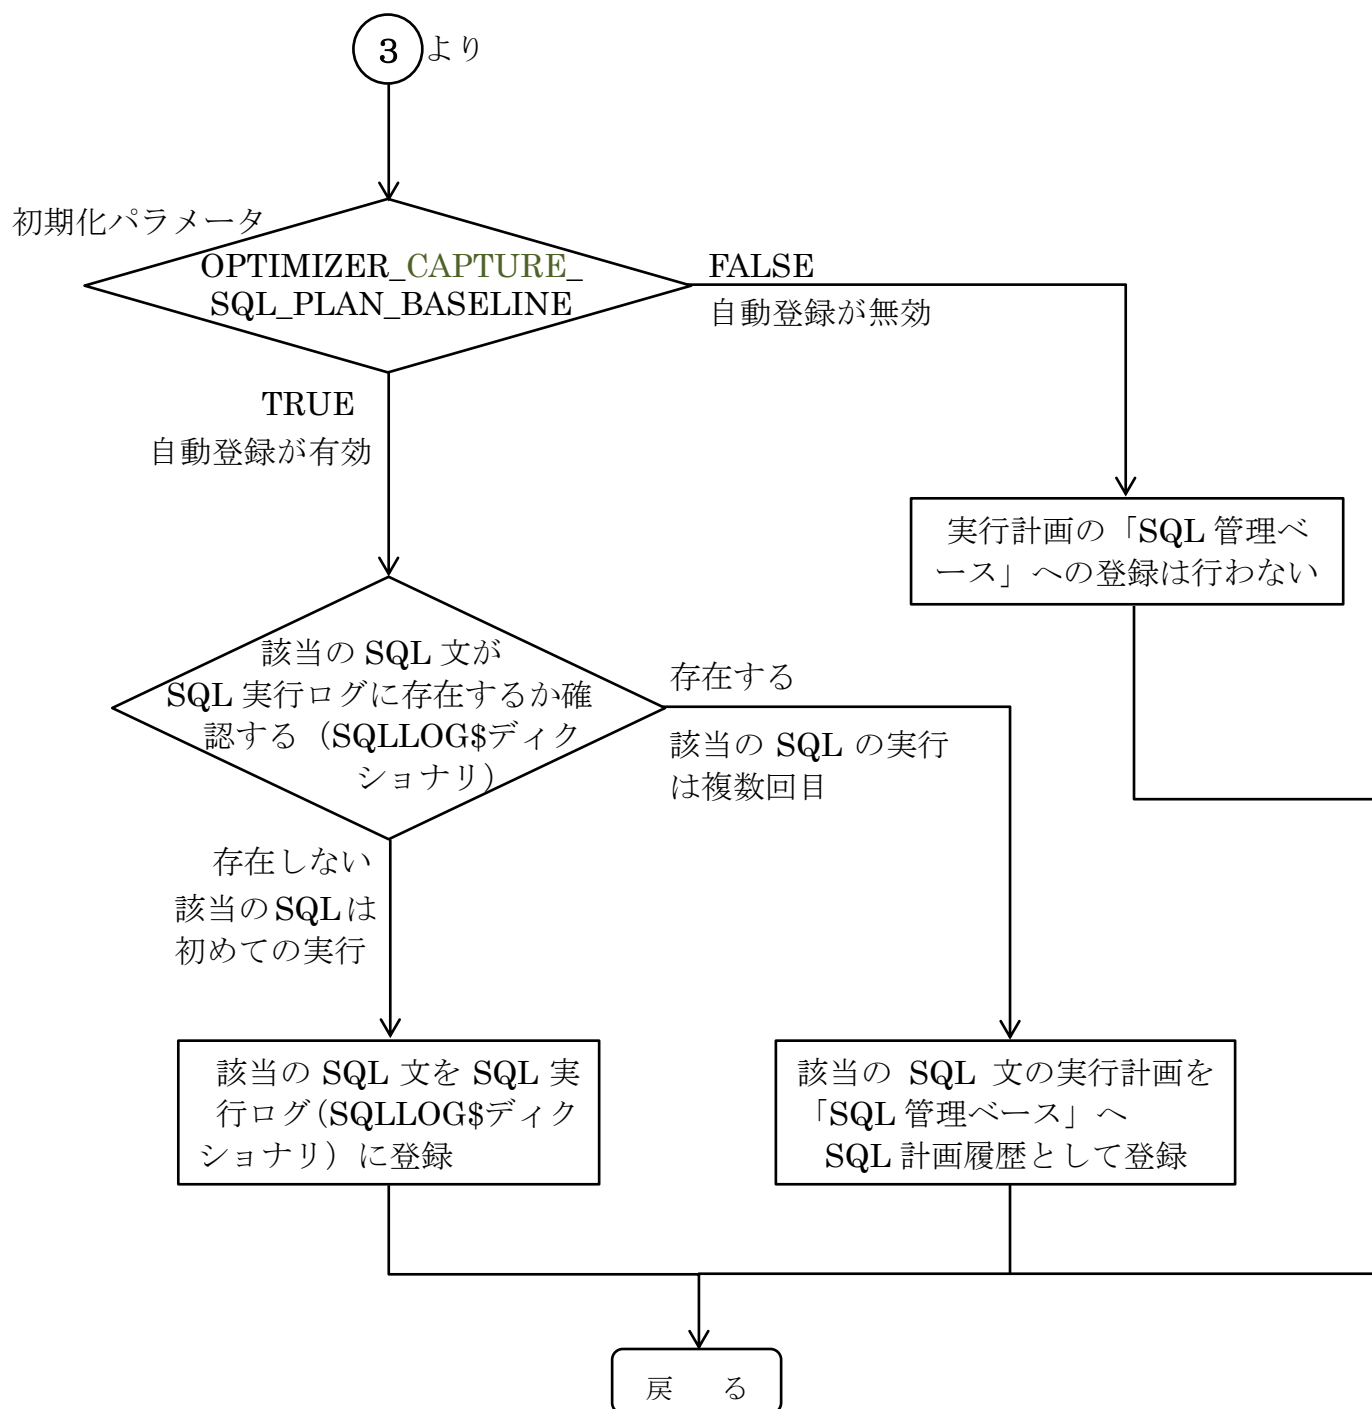 3 より
初期化パラメータ
OPTIMIZER_CAPTURE_
SQL_PLAN_BASELINE
FALSE
自動登録が無効
TRUE
自動登録が有効
実行計画の「SQL 管理ベ
ース」への登録は行わない
該当の SQL 文が
SQL 実行ログに存在するか確
認する（SQLLOG$ディク
ショナリ）
存在する
該当の SQL の実行
は複数回目
存在しない
該当のSQLは
初めての実行
該当の SQL 文を SQL 実
行ログ（SQLLOG$ディク
ショナリ）に登録
該当の SQL 文の実行計画を
「SQL 管理ベース」へ
SQL 計画履歴として登録
戻 る